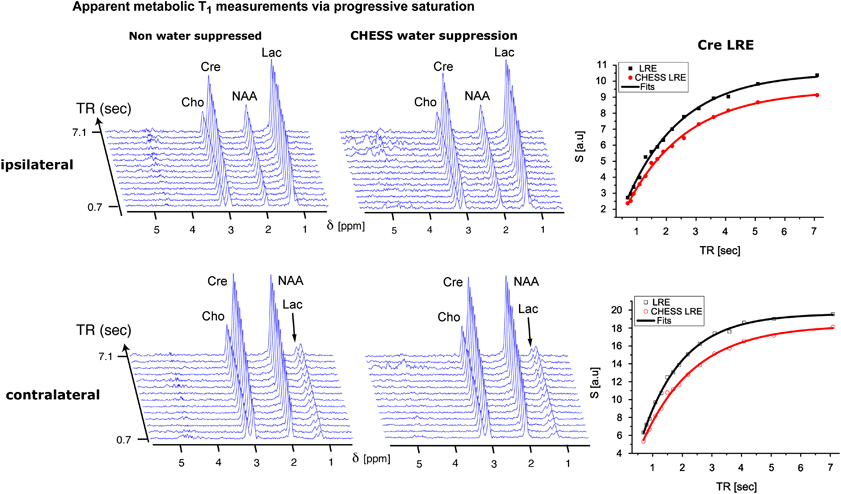 Apparent metabolic T1 measurements via progressive saturation
Non water suppressed
CHESS water suppression
Cre LRE
TR (sec)
7.1
0.7
ipsilateral
Cho
Cre
NAA
Lac
5 4 3 2 1
δ [ppm]
Cho
Cre
NAA
Lac
5 4 3 2 1
S [a.u]
11
10
9
8
7
6
5
4
3
2
LRE
CHESS LRE
Fits
1 2 3 4 5 6 7
TR [sec]
TR (sec)
7.1
0.7
contralateral
Cho
Cre
NAA
Lac
5 4 3 2 1
δ [ppm]
Cho
Cre
NAA
Lac
5 4 3 2 1
S [a.u]
20
18
16
14
12
10
8
6
4
LRE
CHESS LRE
Fits
1 2 3 4 5 6 7
TR [sec]